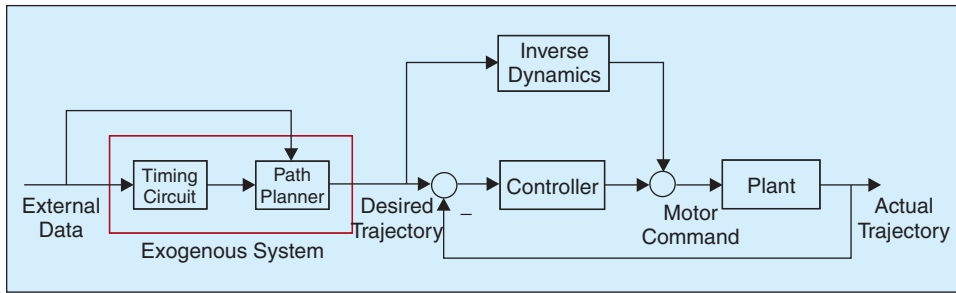 Inverse
Dynamics
Timing
Circuit
Path
Planner
Controller
Plant
External
Data
Desired
Trajectory
–
Motor
Command
Actual
Trajectory
Exogenous System